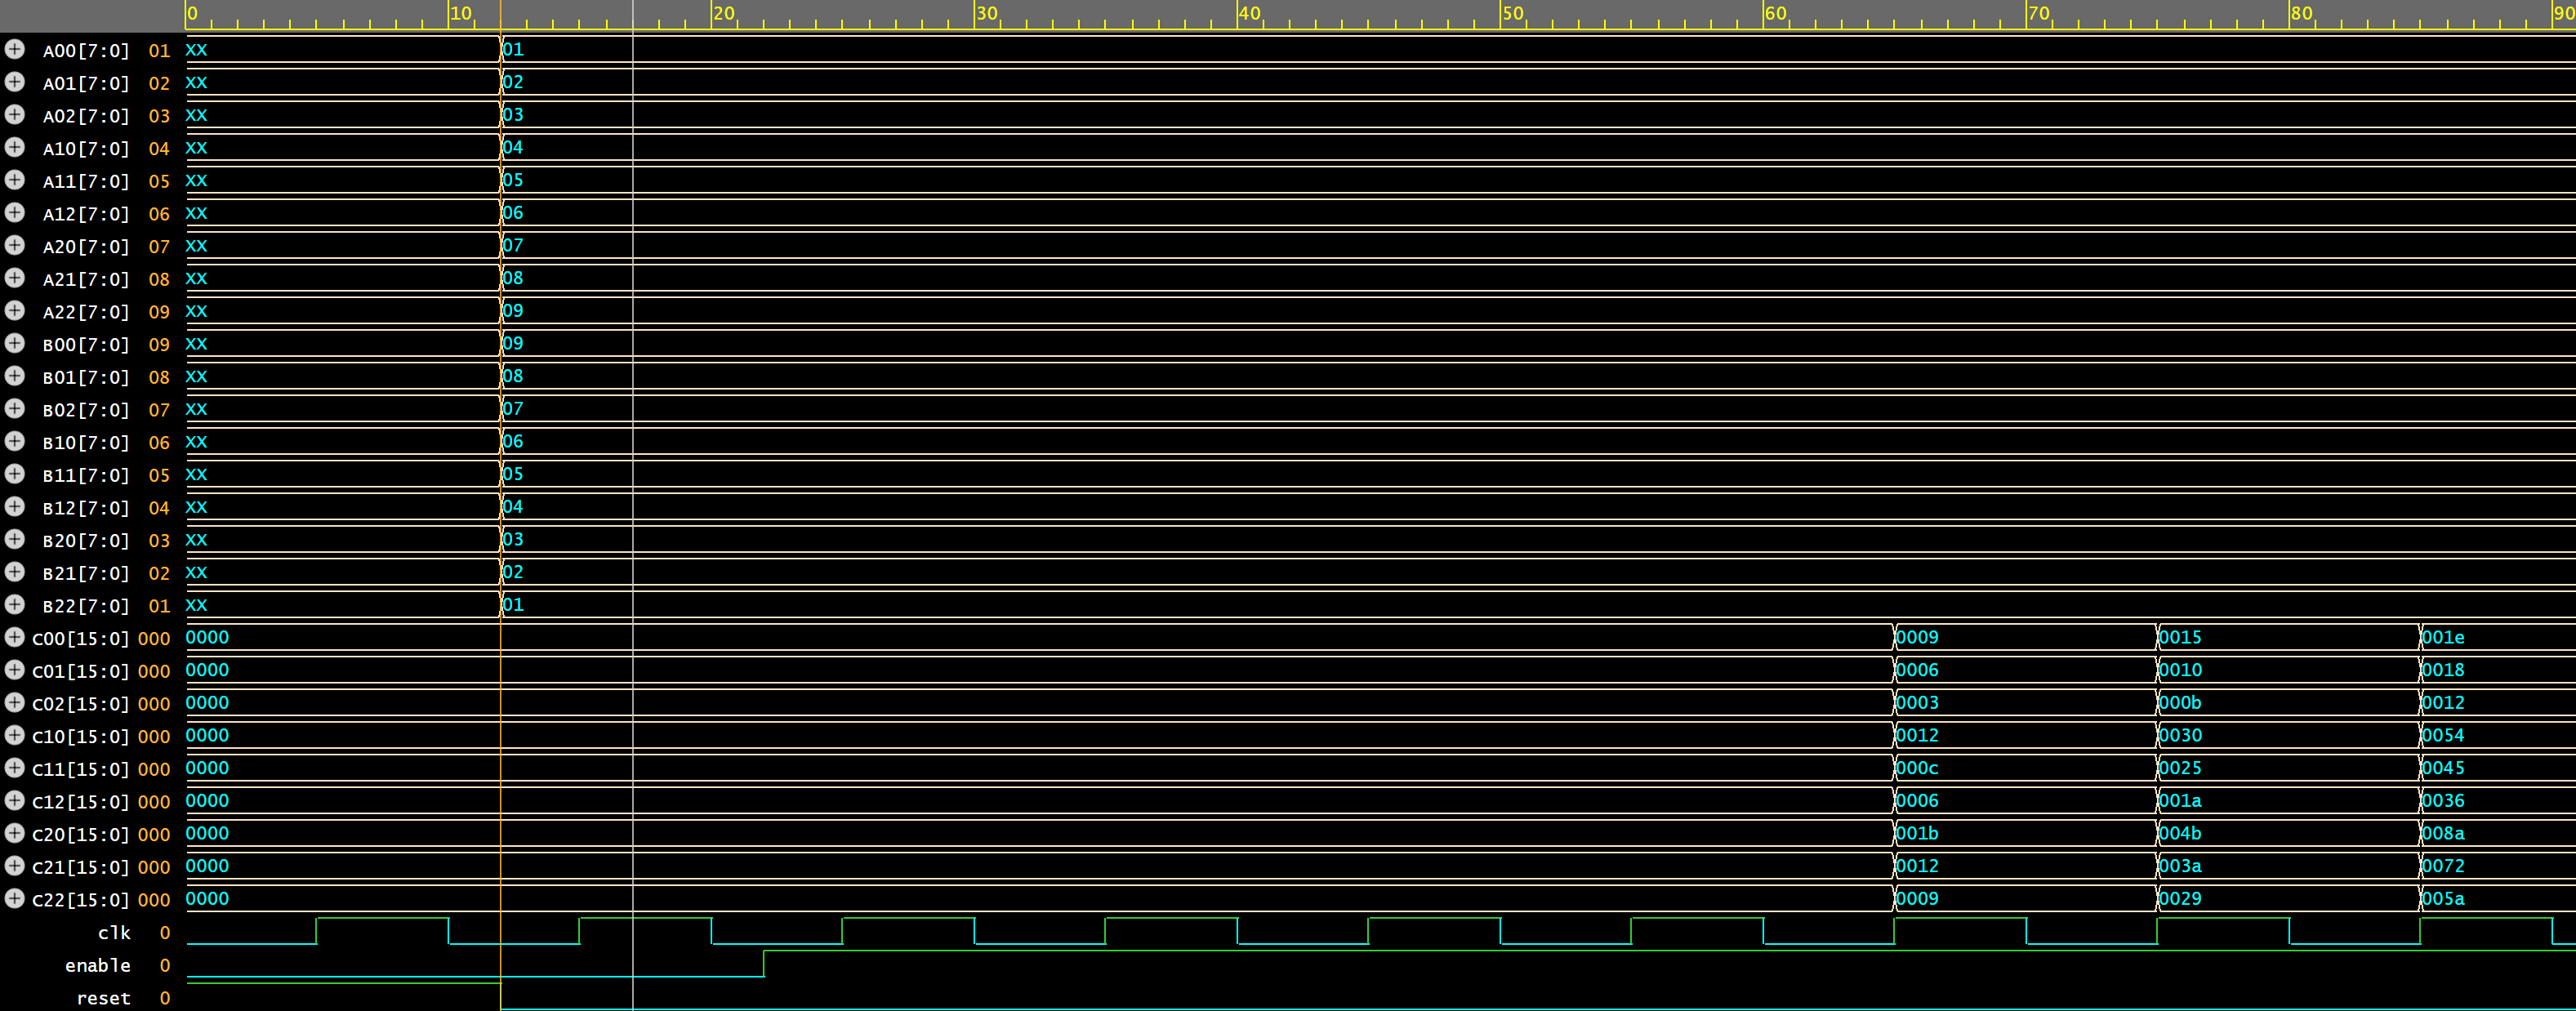 0 10 20 30 40 50 60 70 80 90
A00[7:0] 01 XX 01
A01[7:0] 02 XX 02
A02[7:0] 03 XX 03
A10[7:0] 04 XX 04
A11[7:0] 05 XX 05
A12[7:0] 06 XX 06
A20[7:0] 07 XX 07
A21[7:0] 08 XX 08
A22[7:0] 09 XX 09
B00[7:0] 09 XX 09
B01[7:0] 08 XX 08
B02[7:0] 07 XX 07
B10[7:0] 06 XX 06
B11[7:0] 05 XX 05
B12[7:0] 04 XX 04
B20[7:0] 03 XX 03
B21[7:0] 02 XX 02
B22[7:0] 01 XX 01
C00[15:0] 000 0000 0009 0015 001e
C01[15:0] 000 0000 0006 0010 0018
C02[15:0] 000 0000 0003 000b 0012
C10[15:0] 000 0000 0012 0030 0054
C11[15:0] 000 0000 000c 0025 0045
C12[15:0] 000 0000 0006 001a 0036
C20[15:0] 000 0000 001b 004b 008a
C21[15:0] 000 0000 0012 003a 0072
C22[15:0] 000 0000 0009 0029 005a
clk 0
enable 0
reset 0